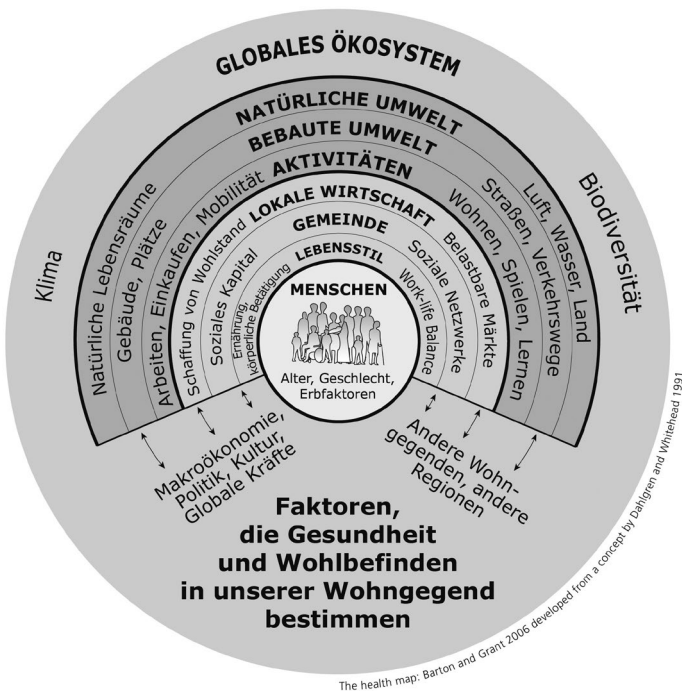 GLOBALES ÖKOSYSTEM
Klima
Biodiversität
NATÜRLICHE UMWELT
Natürliche Lebensräume
Luft, Wasser, Land
BEBAUTE UMWELT
Gebäude, Plätze
Straßen, Verkehrswege
AKTIVITÄTEN
Arbeiten, Einkaufen, Mobilität
Wohnen, Spielen, Lernen
LOKALE WIRTSCHAFT
Schaffung von Wohlstand
Belastbare Märkte
GEMEINDE
Soziales Kapital
Soziale Netzwerke
LEBENSSTIL
Ernährung,
körperliche Betätigung
Work-life Balance
MENSCHEN
Alter, Geschlecht,
Erbfaktoren
Makroökonomie,
Politik, Kultur,
Globale Kräfte
Andere Wohn-
gegenden, andere
Regionen
Faktoren,
die Gesundheit
und Wohlbefinden
in unserer Wohngegend
bestimmen
The health map: Barton and Grant 2006 developed from a concept by Dahlgren and Whitehead 1991